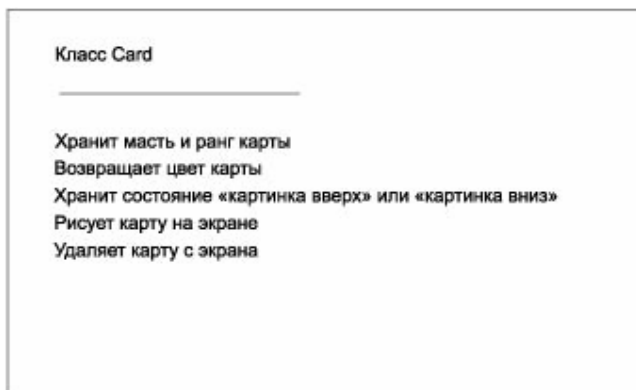 Класс Card
Хранит масть и ранг карты
Возвращает цвет карты
Хранит состояние «картинка вверх» или «картинка вниз»
Рисует карту на экране
Удаляет карту с экрана